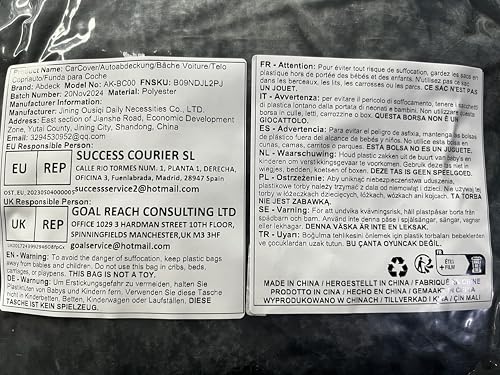 Product Name: CarCover/Autoabdeckung/Bâche Voiture/Telo
Copriauto/Funda para Coche
Brand: Abdeck Model No: AK-BC00 FNSKU: B09NDJL2PJ
Batch Number: 20Nov2024 Material: Polyester
Manufacturer Information:
Manufacturer: Jining Qusiqi Daily Necessities Co., LTD.
Address: East section of Jianshe Road, Economic Development
Zone, Yutai County, Jining City, Shandong, China
Email: 3294530952@qq.com
EU Responsible Person:
EU REP
SUCCESS COURIER SL
CALLE RIO TORMES NUM. 1, PLANTA 1, DERECHA,
OFICINA 3, Fuenlabrada, Madrid, 28947 Spain
successservice2@hotmail.com
OST_EU_20230504000005
UK Responsible Person:
UK REP
GOAL REACH CONSULTING LTD
OFFICE 1029 3 HARDMAN STREET 10TH FLOOR,
SPINNINGFIELDS MANCHESTER,UK M3 3HF
goalservice@hotmail.com
EN - Warning: To avoid the danger of suffocation, keep plastic bags
away from babies and children. Do not use this bag in cribs, beds,
carriages, or playpens. THIS BAG IS NOT A TOY.
DE - Warnung: Um Erstickungsgefahr zu vermeiden, halten Sie
Plastiktüten von Babys und Kindern fern. Verwenden Sie diese Tasche
nicht in Kinderbetten, Betten, Kinderwagen oder Laufställen. DIESE
TASCHE IST KEIN SPIELZEUG.
FR - Attention: Pour éviter tout risque de suffocation, gardez les sacs en
plastique hors de portée des bébés et des enfants. N'utilisez pas ce sac
dans les berceaux, les lits, les carrosses ou les parcs. CE SAC N'EST PAS
UN JOUET.
IT - Avvertenza: per evitare il pericolo di soffocamento, tenere i sacchetti
di plastica lontano dalla portata di neonati e bambini. Non utilizzare questa
borsa in culle, letti, carrozzine o box. QUESTA BORSA NON È UN
GIOCATTOLO.
ES - Advertencia: Para evitar el peligro de asfixia, mantenga las bolsas
de plástico fuera del alcance de bebés y niños. No utilice esta bolsa en
cunas, camas, carruajes o parques. ESTA BOLSA NO ES UN JUGUETE.
NL - Waarschuwing: Houd plastic zakken uit de buurt van baby's en
kinderen om verstikkingsgevaar te voorkomen. Gebruik deze tas niet in
wiegjes, bedden, koetsen of boxen. DEZE TAS IS GEEN SPEELGOED.
PL - Ostrzeżenie: Aby uniknąć niebezpieczeństwa uduszenia,
plastikowe torby należy trzymać z dala od niemowląt i dzieci. Nie używaj
tej torby w łóżeczkach dziecięcych, łóżkach, wózkach ani kojcach. TA TORBA
NIE JEST ZABAWKĄ.
SE - Warning: För att undvika kvävningsrisk, håll plastpåsar borta från
spädbarn och barn. Använd inte denna påse i spjälsängar, sängar, vagnar
eller lekhagar. DENNA VÄSKA ÄR INTE EN LEKSAK.
TR - Uyarı: Boğulma tehlikesini önlemek için plastik torbaları bebeklerden
ve çocuklardan uzak tutun. BU ÇANTA OYUNCAK DEĞİL.
FR
ÉTUI
+ FILM
MADE IN CHINA / HERGESTELLT IN CHINA / FABRIQUÉ EN CHINE
PRODOTTO IN CINA / HECHO EN CHINA / GEMAAKT IN CHINA
WYPRODUKOWANO W CHINACH / TILLVERKAD I KINA / ÇİN MALI